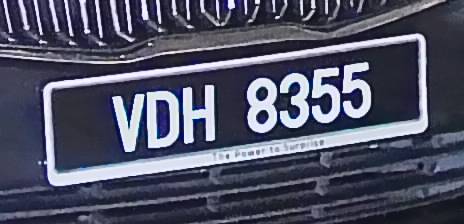 VDH 8355
The Power to Surprise